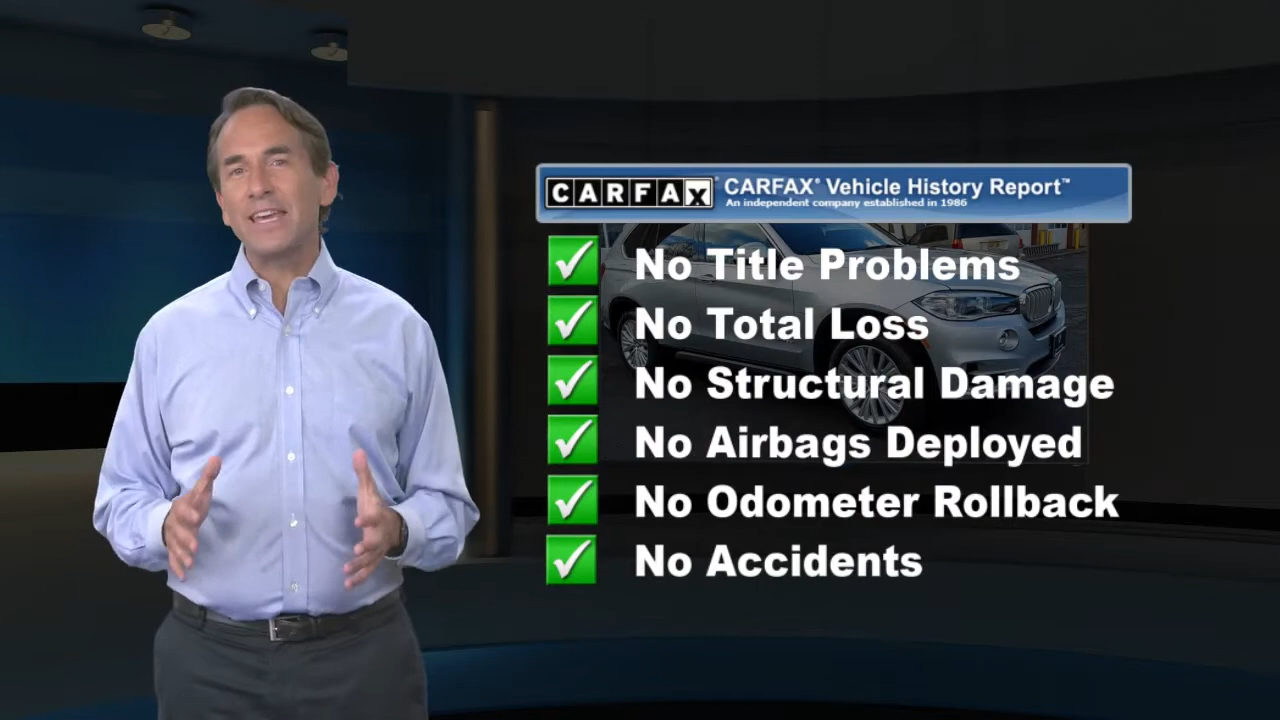 CARFAX® CARFAX® Vehicle History Report™
An independent company established in 1986
No Title Problems
No Total Loss
No Structural Damage
No Airbags Deployed
No Odometer Rollback
No Accidents